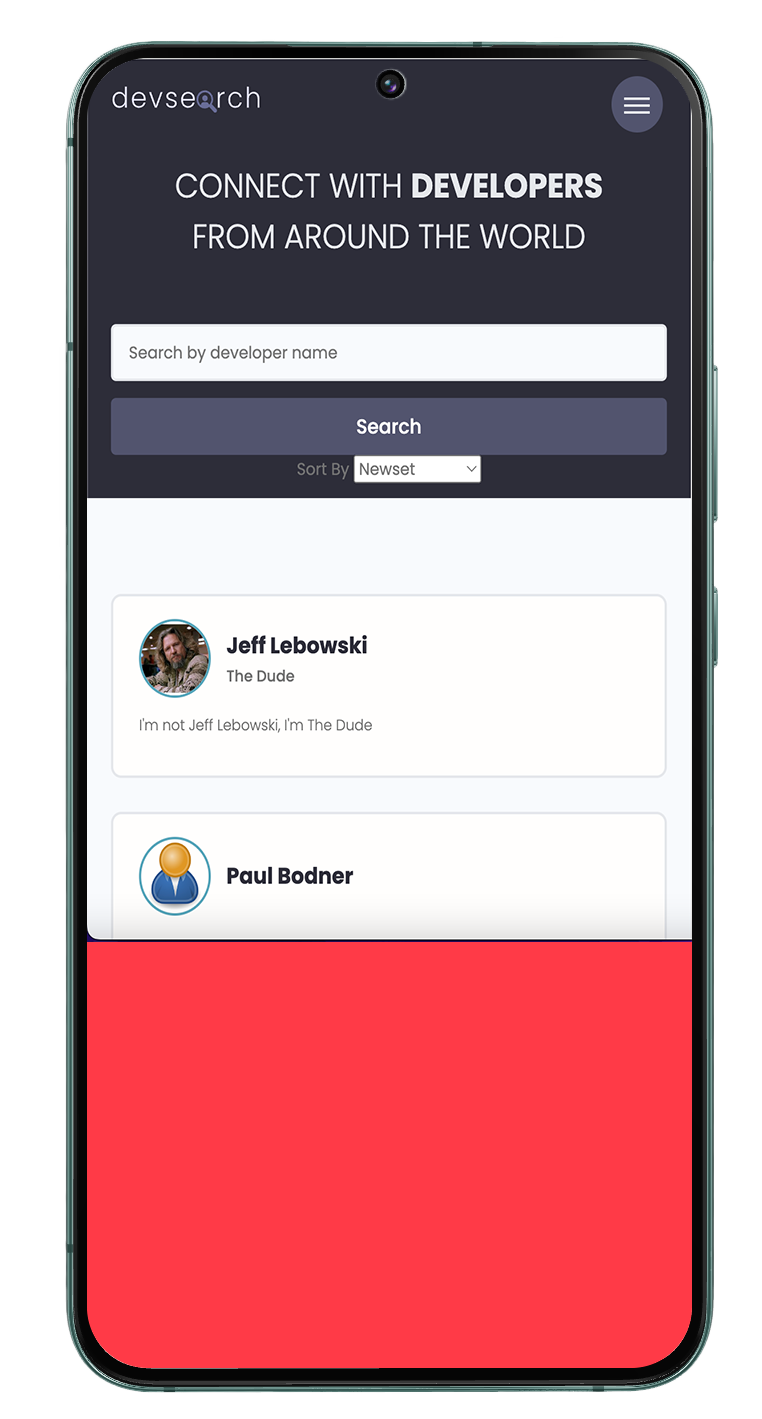 devsearch
CONNECT WITH DEVELOPERS
FROM AROUND THE WORLD
Search by developer name
Search
Sort By Newset
Jeff Lebowski
The Dude
I'm not Jeff Lebowski, I'm The Dude
Paul Bodner